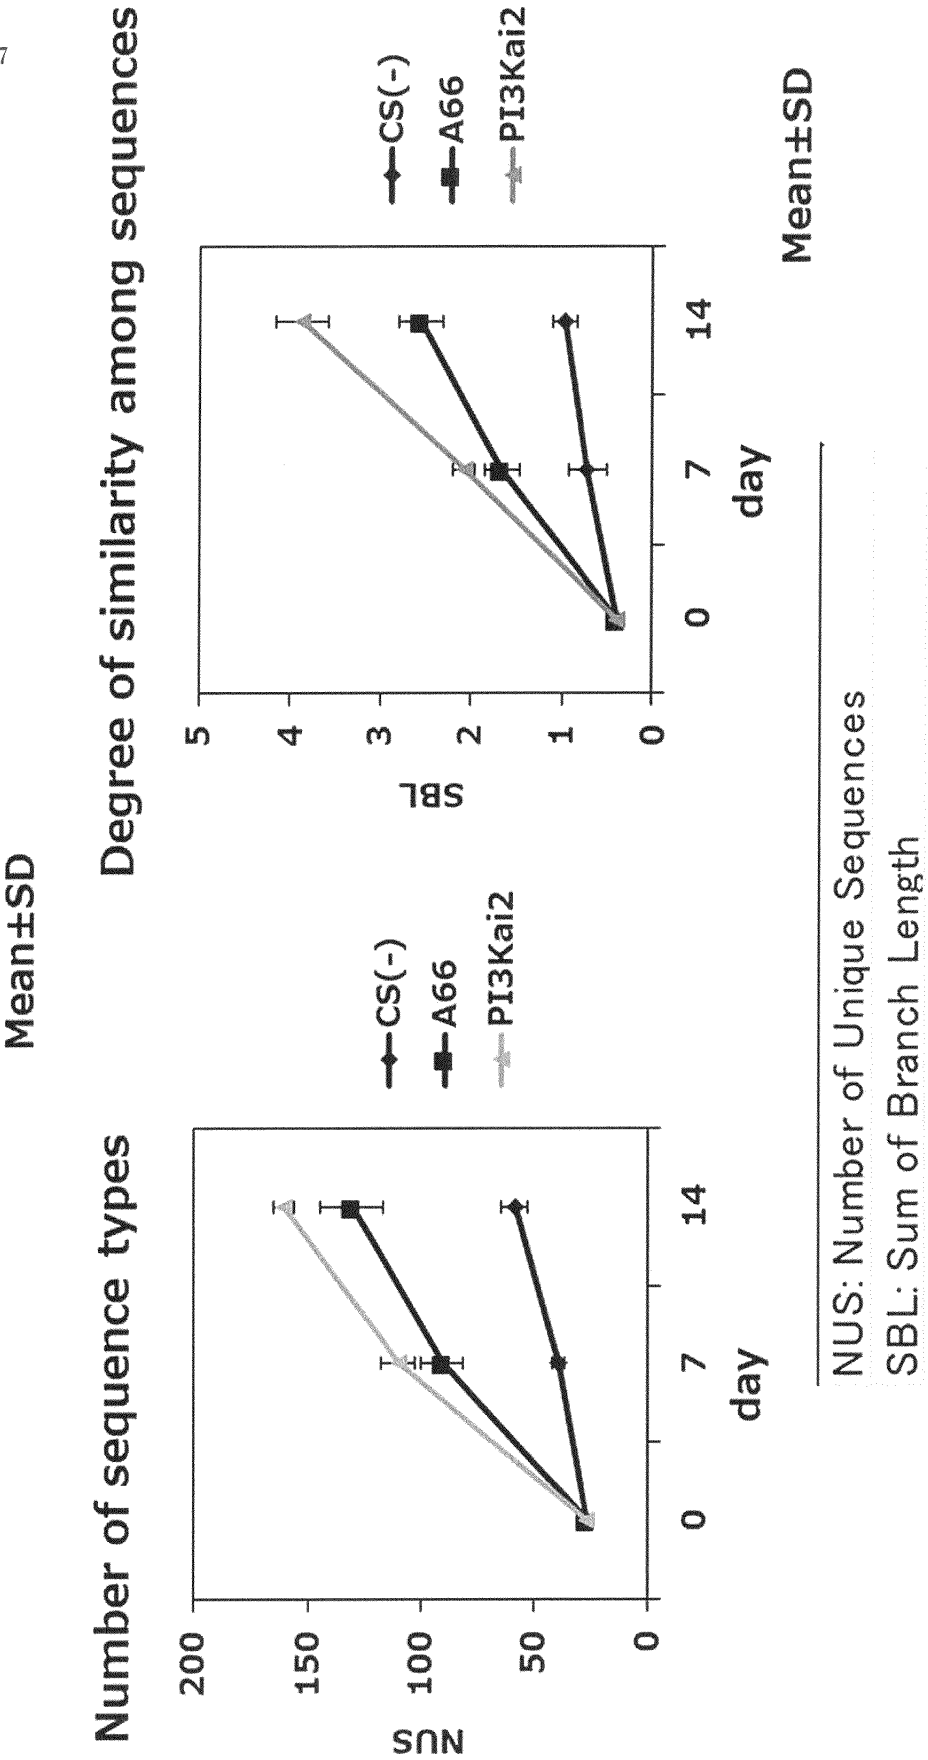 7
Mean±SD
Number of sequence types
NUS
200
150
100
50
0
0
7
14
day
CS(-)
A66
PI3Kai2
Degree of similarity among sequences
SBL
5
4
3
2
1
0
0
7
14
day
CS(-)
A66
PI3Kai2
Mean±SD
NUS: Number of Unique Sequences
SBL: Sum of Branch Length